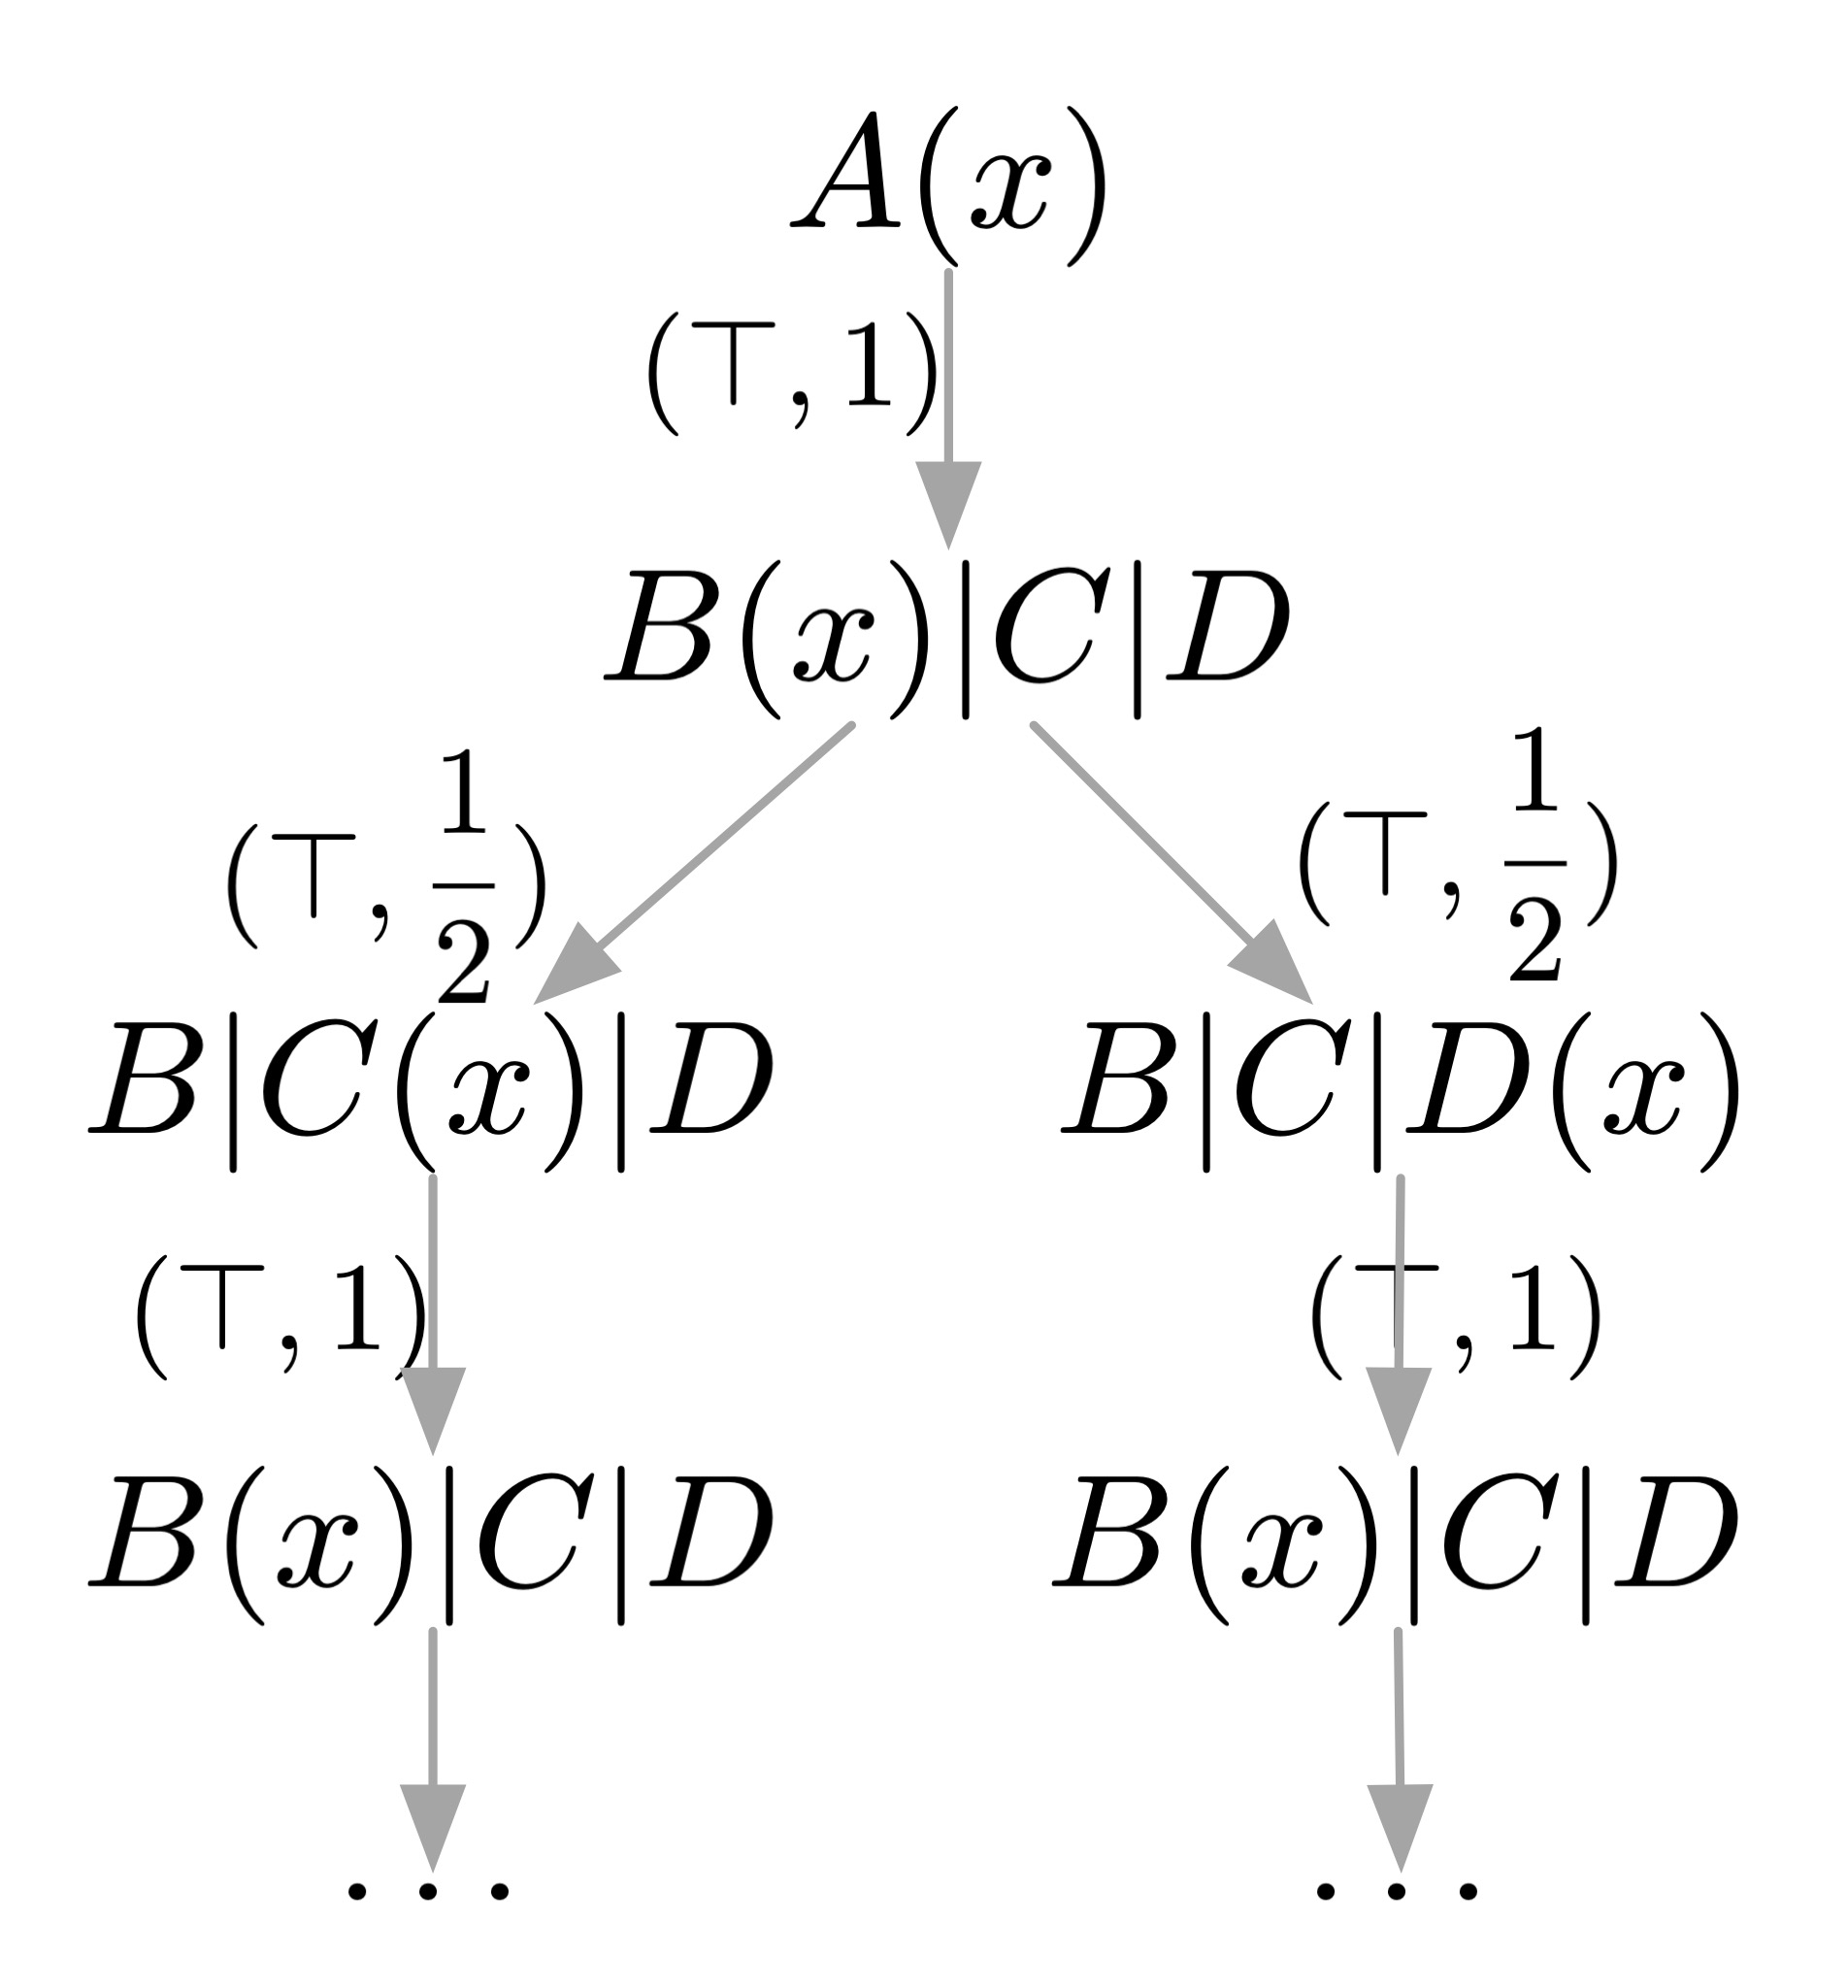 A(x)
(⊤, 1)
B(x)|C|D
(⊤, 1/2) (⊤, 1/2)
B|C(x)|D B|C|D(x)
(⊤, 1) (⊤, 1)
B(x)|C|D B(x)|C|D
... ...